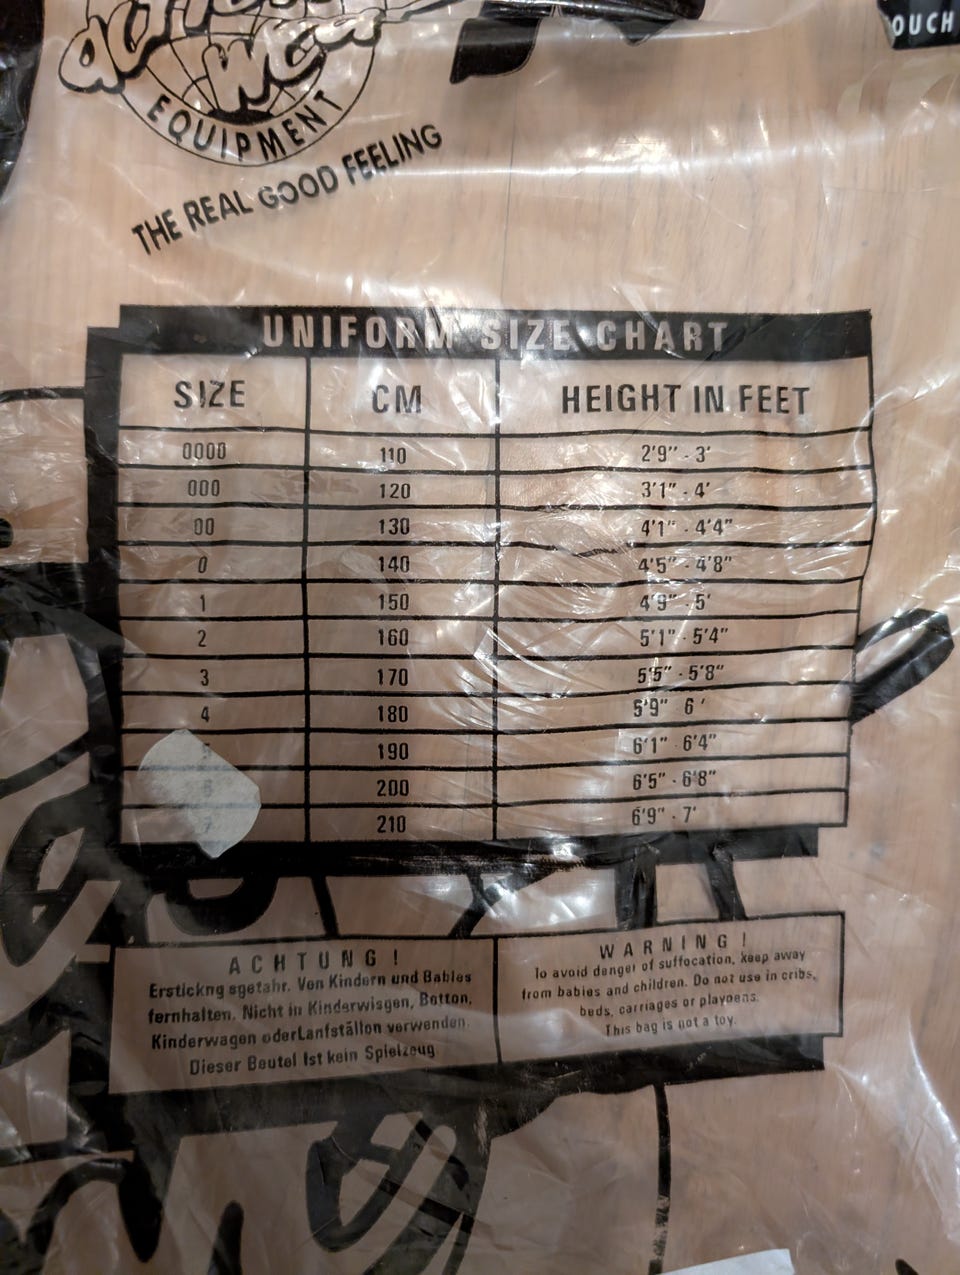 WEAR
EQUIPMENT
THE REAL GOOD FEELING
OUCH
UNIFORM SIZE CHART
SIZE CM HEIGHT IN FEET
0000 110 2'9" - 3'
000 120 3'1" - 4'
00 130 4'1" - 4'4"
0 140 4'5" - 4'8"
1 150 4'9" - 5'
2 160 5'1" - 5'4"
3 170 5'5" - 5'8"
4 180 5'9" 6'
5 190 6'1" 6'4"
6 200 6'5" - 6'8"
7 210 6'9" - 7'
ACHTUNG!
Erstickng sgetahr. Von Kindern und Babies
fernhalten. Nicht in Kinderwisgen, Betton,
Kinderwagen oderLanfställon verwenden.
Dieser Beutel Ist kein Spielzeug
WARNING!
To avoid danger of suffocation, keep away
from babies and children. Do not use in cribs,
beds, carriages or playpens.
This bag is not a toy.